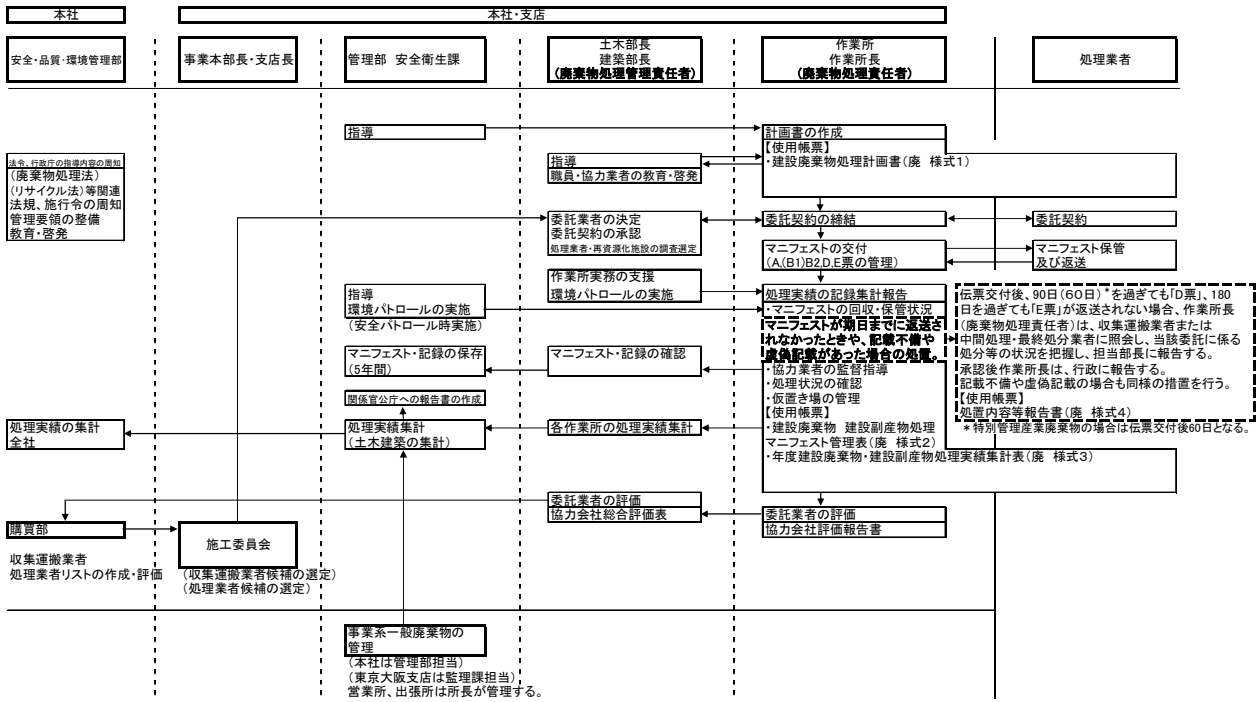 本社
本社・支店
安全・品質・環境管理部
事業本部長・支店長
管理部 安全衛生課
土木部長
建築部長
(廃棄物処理管理責任者)
作業所
作業所長
(廃棄物処理責任者)
処理業者
指導
計画書の作成
【使用帳票】
・建設廃棄物処理計画書(廃 様式1)
法令、行政庁の指導内容の周知
(廃棄物処理法)
(リサイクル法)等関連
法規、施行令の周知
管理要領の整備
教育・啓発
指導
職員・協力業者の教育・啓発
委託業者の決定
委託契約の承認
処理業者・再資源化施設の調査選定
委託契約の締結
委託契約
マニフェストの交付
(A,(B1)B2,D,E票の管理)
マニフェスト保管
及び返送
作業所実務の支援
環境パトロールの実施
指導
環境パトロールの実施
(安全パトロール時実施)
処理実績の記録集計報告
・マニフェストの回収・保管状況
マニフェストが期日までに返送さ
れなかったときや、記載不備や
虚偽記載があった場合の処置。
伝票交付後、90日(60日)*を過ぎても「D票」、180
日を過ぎても「E票」が返送されない場合、作業所長
(廃棄物処理責任者)は、収集運搬業者または
中間処理・最終処分業者に照会し、当該委託に係る
処分等の状況を把握し、担当部長に報告する。
承認後作業所長は、行政に報告する。
記載不備や虚偽記載の場合も同様の措置を行う。
【使用帳票】
処置内容等報告書(廃 様式4)
*特別管理産業廃棄物の場合は伝票交付後60日となる。
マニフェスト・記録の保存
(5年間)
マニフェスト・記録の確認
・協力業者の監督指導
・処理状況の確認
・仮置き場の管理
【使用帳票】
・建設廃棄物 建設副産物処理
マニフェスト管理表(廃 様式2)
・年度建設廃棄物・建設副産物処理実績集計表(廃 様式3)
関係官公庁への報告書の作成
処理実績の集計
全社
処理実績集計
(土木建築の集計)
各作業所の処理実績集計
委託業者の評価
協力会社総合評価表
委託業者の評価
協力会社評価報告書
購買部
収集運搬業者
処理業者リストの作成・評価
施工委員会
(収集運搬業者候補の選定)
(処理業者候補の選定)
事業系一般廃棄物の
管理
(本社は管理部担当)
(東京大阪支店は監理課担当)
営業所、出張所は所長が管理する。